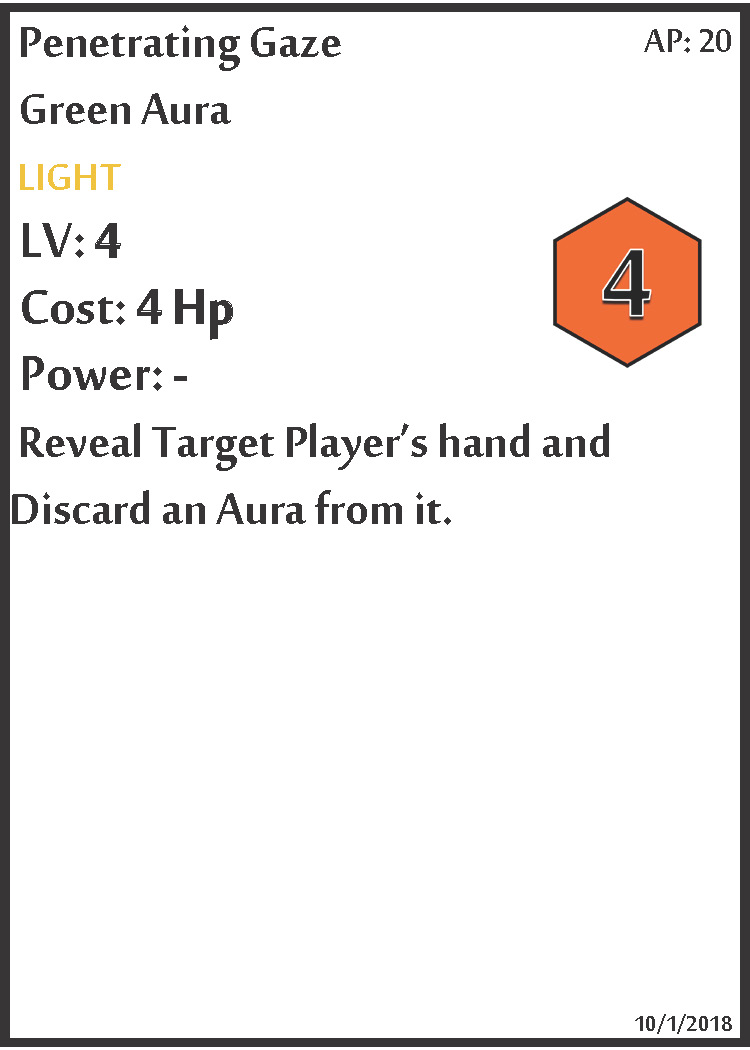 Penetrating Gaze
AP: 20
Green Aura
LIGHT
LV: 4
Cost: 4 Hp
4
Power: -
Reveal Target Player's hand and
Discard an Aura from it.
10/1/2018